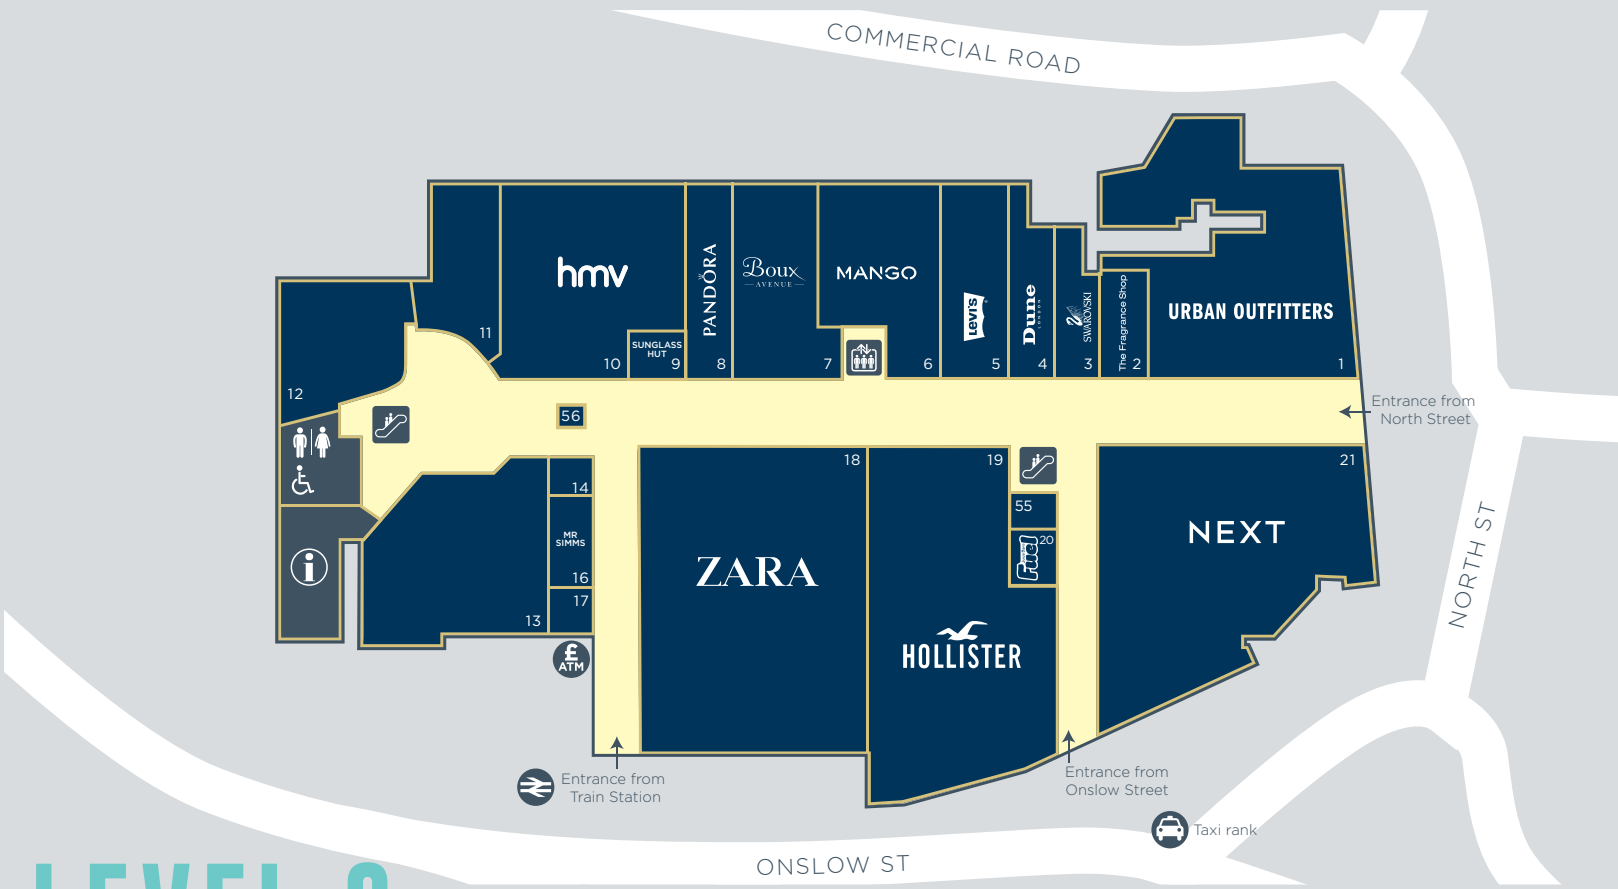 COMMERCIAL ROAD
hmv
PANDORA
Boux
AVENUE
MANGO
LEVI'S
Dune
LONDON
SWAROVSKI
The Fragrance Shop
URBAN OUTFITTERS
SUNGLASS
HUT
11
10
9
8
7
6
5
4
3
2
1
12
56
Entrance from
North Street
18
19
21
14
55
MR
SIMMS
20
Fuel
NEXT
ZARA
16
17
13
HOLLISTER
NORTH ST
£
ATM
i
Entrance from
Train Station
Entrance from
Onslow Street
Taxi rank
ONSLOW ST